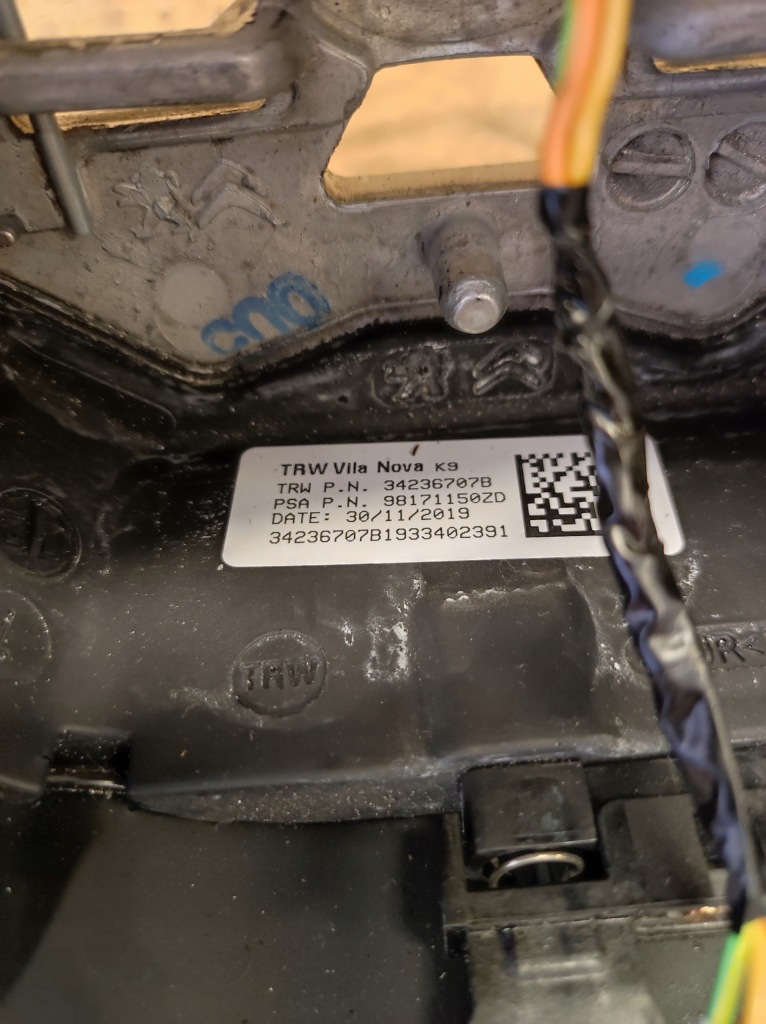 TRW Vila Nova K9
TRW P.N. 34236707B
PSA P.N. 98171150ZD
DATE: 30/11/2019
34236707B1933402391
TRW